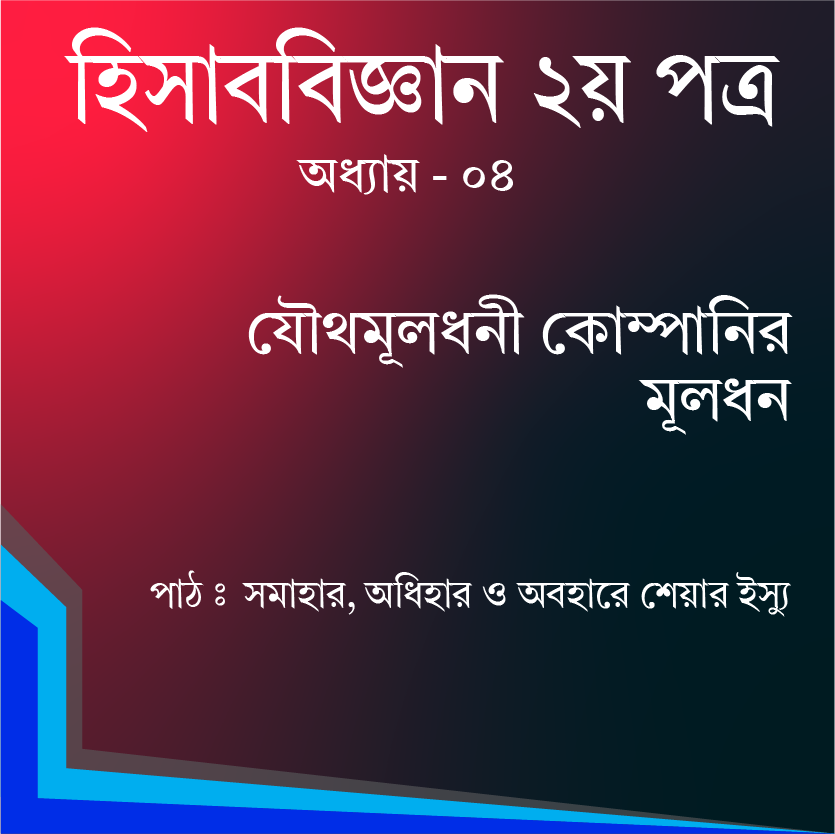 হিসাববিজ্ঞান ২য় পত্র
অধ্যায় - ০৪
যৌথমূলধনী কোম্পানির
মূলধন
পাঠ ঃ সমাহার, অধিহার ও অবহারে শেয়ার ইস্যু